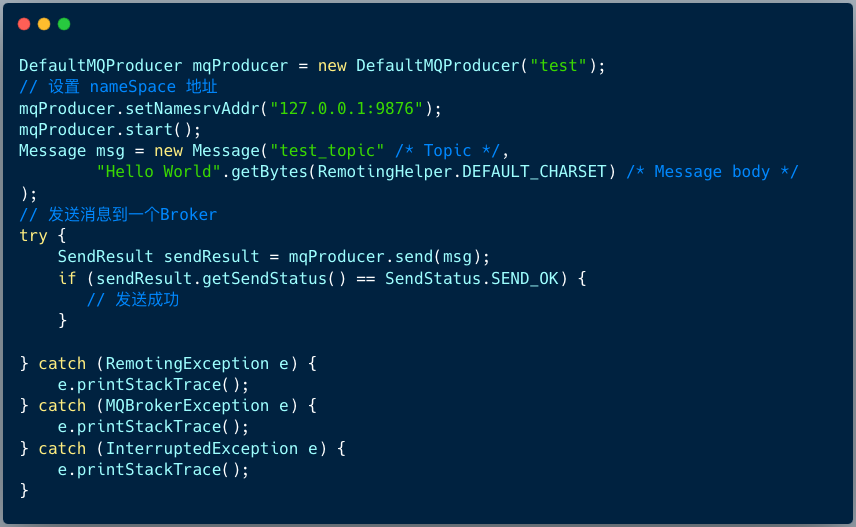 DefaultMQProducer mqProducer = new DefaultMQProducer("test");
// 设置 nameSpace 地址
mqProducer.setNamesrvAddr("127.0.0.1:9876");
mqProducer.start();
Message msg = new Message("test_topic" /* Topic */,
        "Hello World".getBytes(RemotingHelper.DEFAULT_CHARSET) /* Message body */
);
// 发送消息到一个Broker
try {
    SendResult sendResult = mqProducer.send(msg);
    if (sendResult.getSendStatus() == SendStatus.SEND_OK) {
       // 发送成功
    }
} catch (RemotingException e) {
    e.printStackTrace();
} catch (MQBrokerException e) {
    e.printStackTrace();
} catch (InterruptedException e) {
    e.printStackTrace();
}